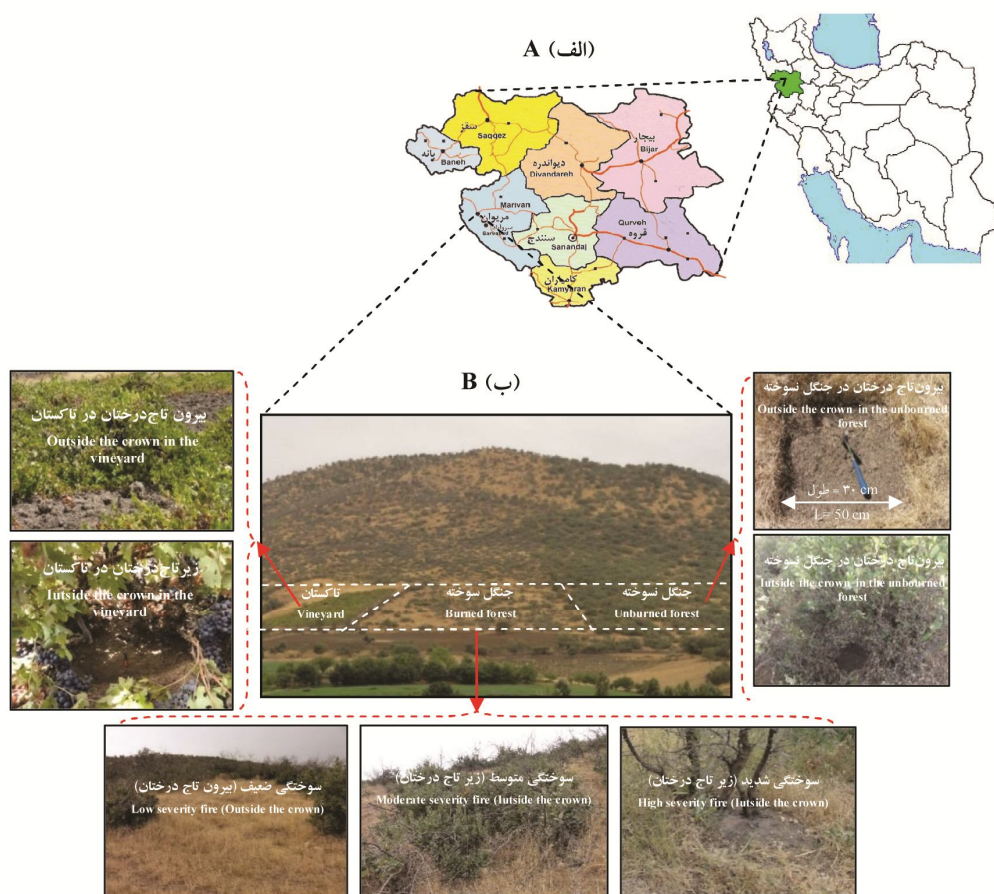 (الف) A
سقز
Saqqez
بانه
Baneh
دیواندره
Divandareh
بیجار
Bijar
Marivan
مریوان
سروآباد
Sarvabad
سنندج
Sanandaj
Qurveh
قروه
کامیاران
Kamyaran
(ب) B
بیرون تاج‌درختان در تاکستان
Outside the crown in the
vineyard
زیرتاج‌درختان در تاکستان
Iutside the crown in the
vineyard
تاکستان
Vineyard
جنگل سوخته
Burned forest
جنگل نسوخته
Unburned forest
بیرون‌تاج درختان در جنگل نسوخته
Outside the crown in the unbourned
forest
طول = ۳۰ cm
L= 50 cm
بیرون‌تاج درختان در جنگل نسوخته
Iutside the crown in the unbourned
forest
سوختگی ضعیف (بیرون تاج درختان)
Low severity fire (Outside the crown)
سوختگی متوسط (زیر تاج درختان)
Moderate severity fire (Iutside the crown)
سوختگی شدید (زیر تاج درختان)
High severity fire (Iutside the crown)